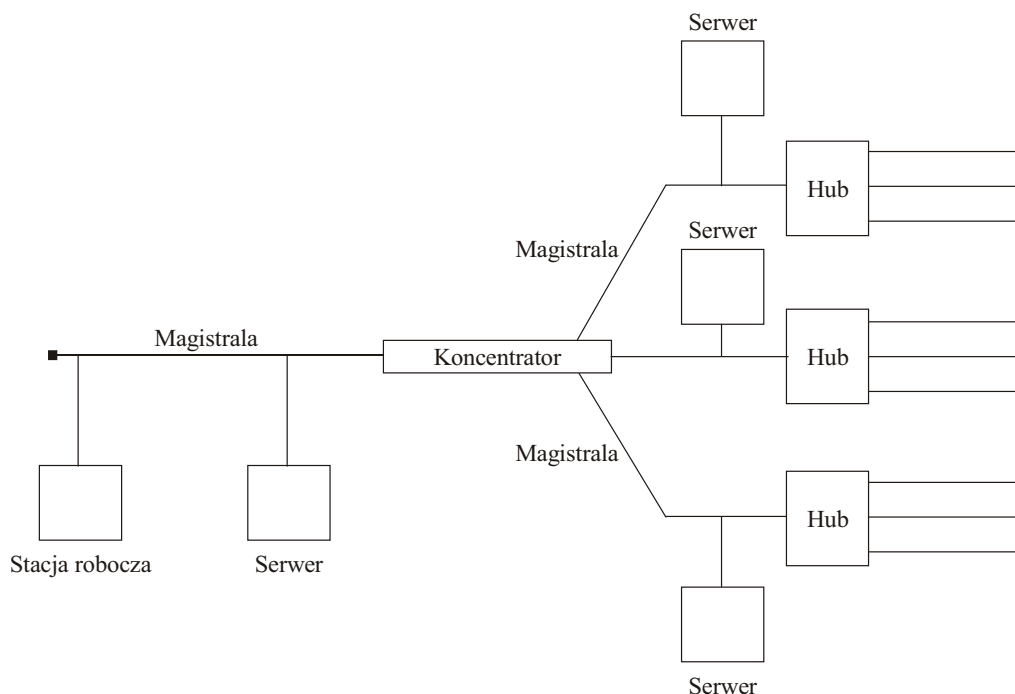 Serwer
Hub
Serwer
Magistrala
Magistrala
Koncentrator
Hub
Magistrala
Hub
Stacja robocza
Serwer
Serwer